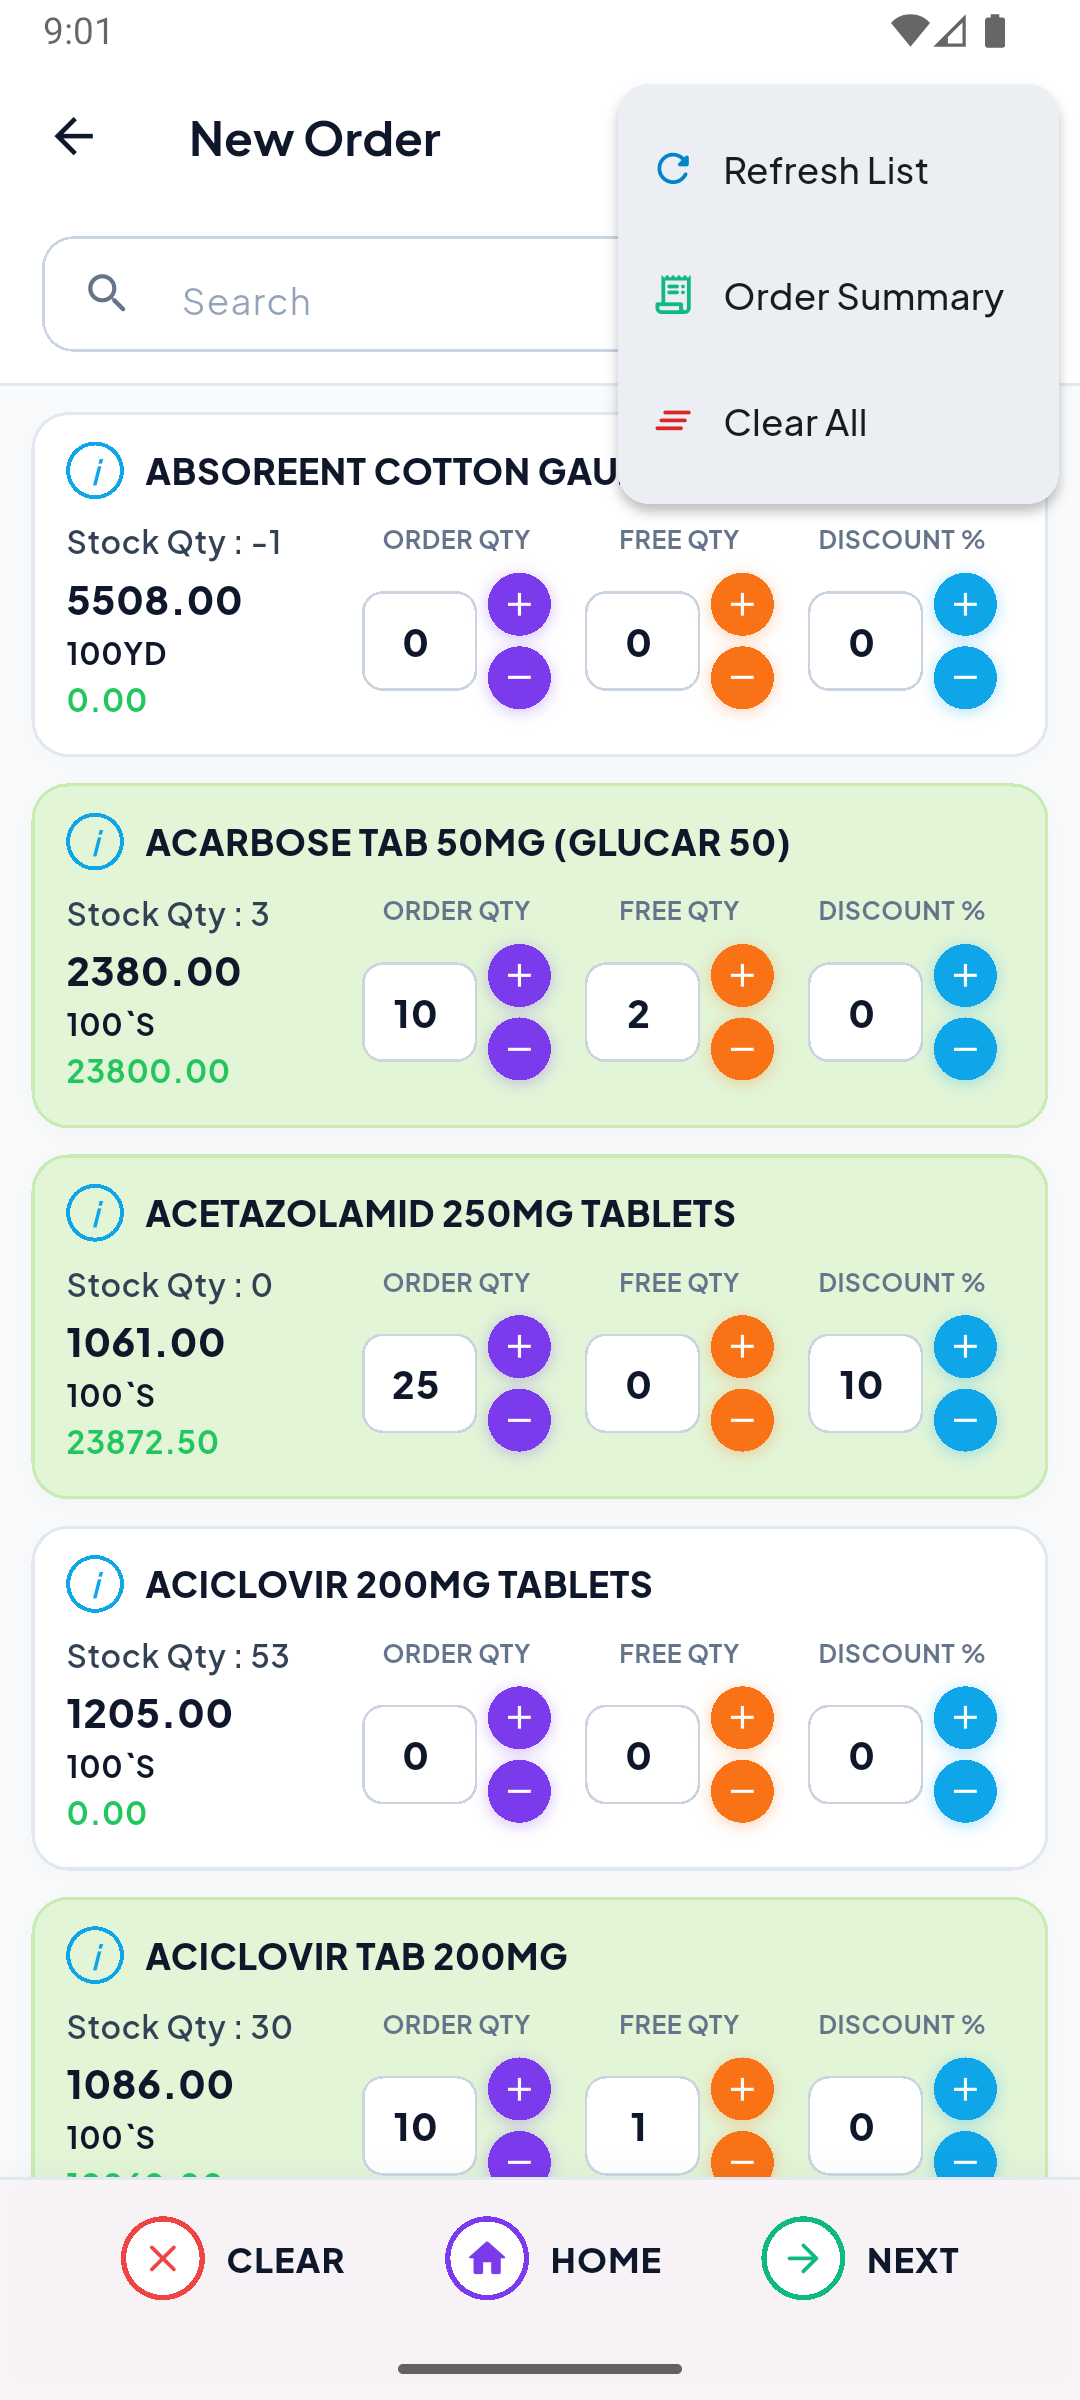 9:01
New Order
Refresh List
Order Summary
Clear All
Search
ABSOREENT COTTON
Stock Qty : -1
ORDER QTY FREE QTY DISCOUNT %
5508.00
100YD
0.00
0 0 0
ACARBOSE TAB 50MG (GLUCAR 50)
Stock Qty : 3
ORDER QTY FREE QTY DISCOUNT %
2380.00
100`S
23800.00
10 2 0
ACETAZOLAMID 250MG TABLETS
Stock Qty : 0
ORDER QTY FREE QTY DISCOUNT %
1061.00
100`S
23872.50
25 0 10
ACICLOVIR 200MG TABLETS
Stock Qty : 53
ORDER QTY FREE QTY DISCOUNT %
1205.00
100`S
0.00
0 0 0
ACICLOVIR TAB 200MG
Stock Qty : 30
ORDER QTY FREE QTY DISCOUNT %
1086.00
100`S
10 1 0
CLEAR HOME NEXT